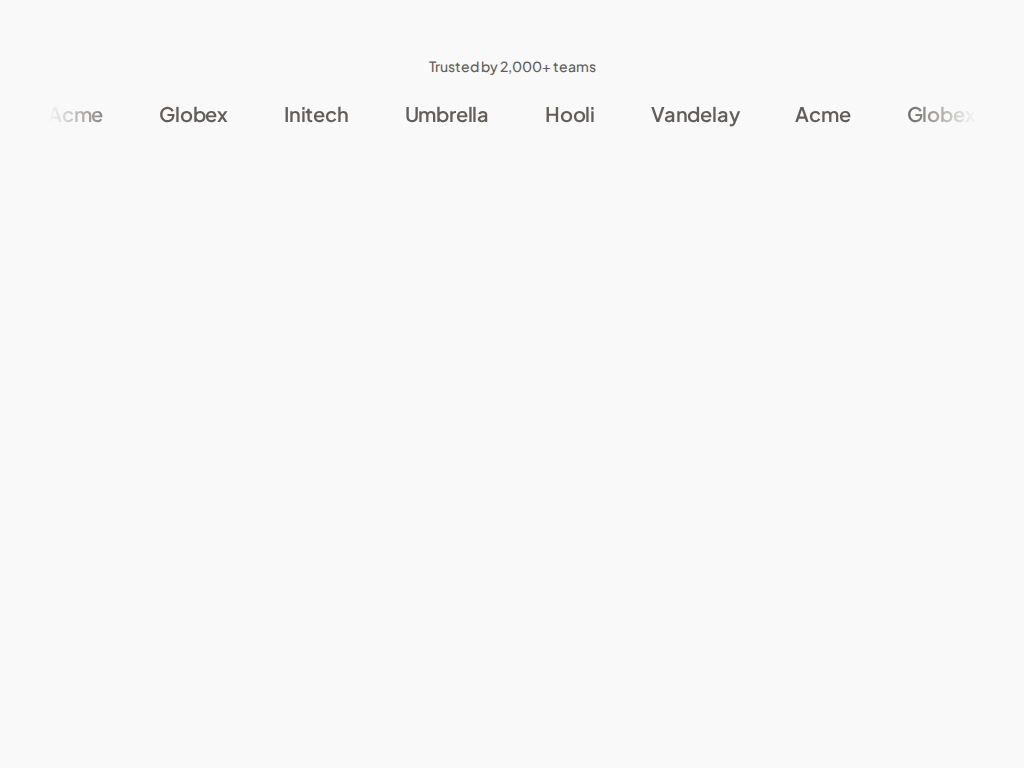 Trusted by 2,000+ teams
Acme Globex Initech Umbrella Hooli Vandelay Acme Globex